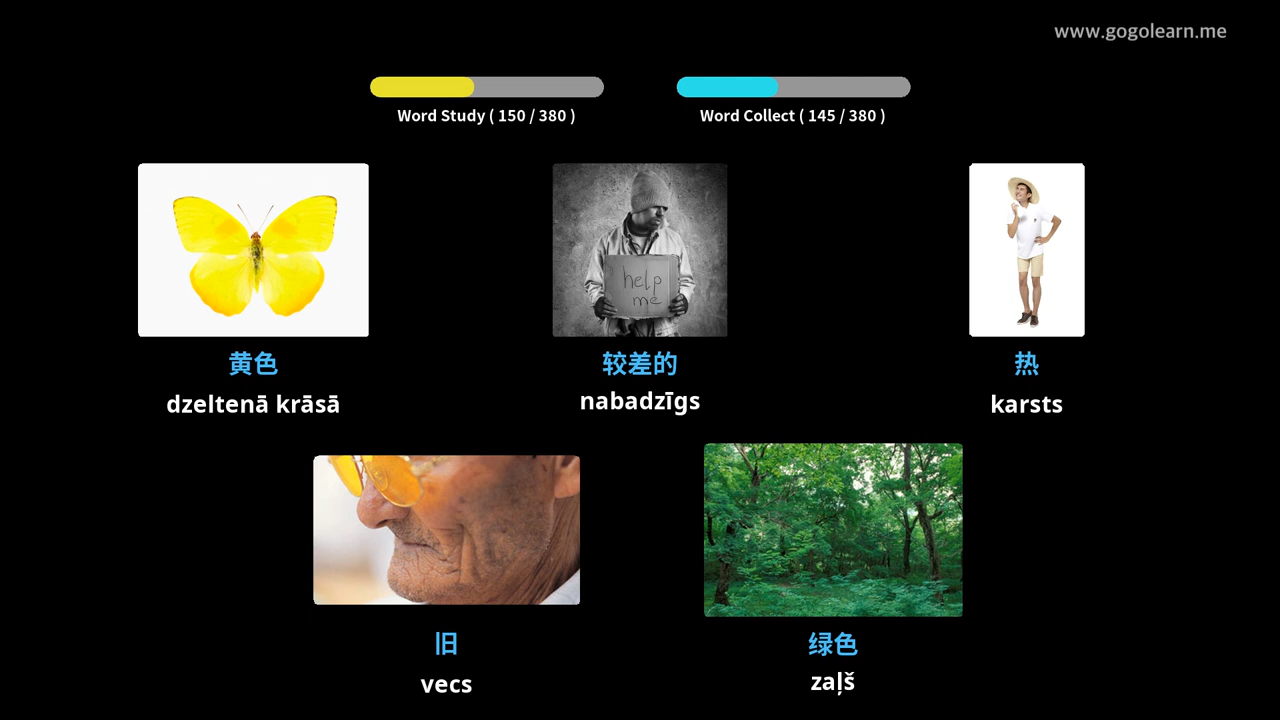 www.gogolearn.me
Word Study ( 150 / 380 )
Word Collect ( 145 / 380 )
help
me
黄色
较差的
热
dzeltenā krāsā
nabadzīgs
karsts
旧
绿色
vecs
zaļš